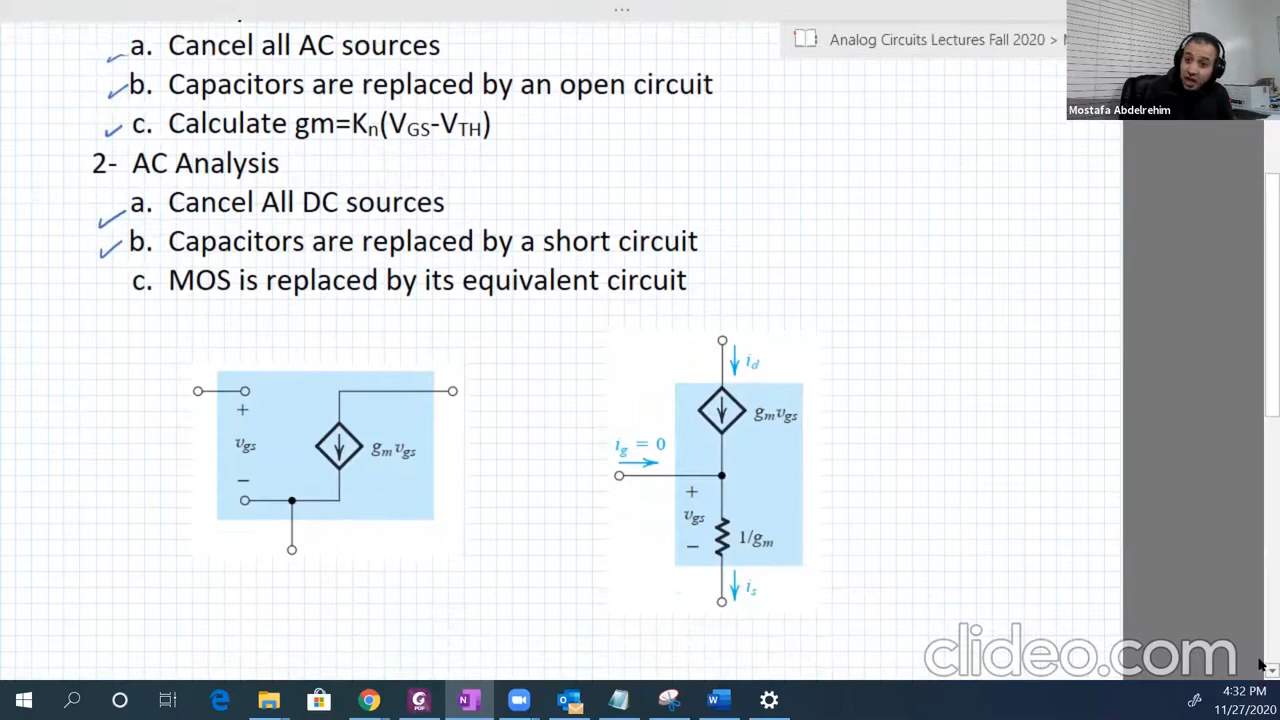 ...
a. Cancel all AC sources
Analog Circuits Lectures Fall 2020 >
b. Capacitors are replaced by an open circuit
Mostafa Abdelrehim
c. Calculate gm=Kn(VGS-VTH)
2- AC Analysis
a. Cancel All DC sources
b. Capacitors are replaced by a short circuit
c. MOS is replaced by its equivalent circuit
+
vgs
−
gmvgs
id
gmvgs
ig = 0
+
vgs
−
1/gm
is
clideo.com
4:32 PM
11/27/2020